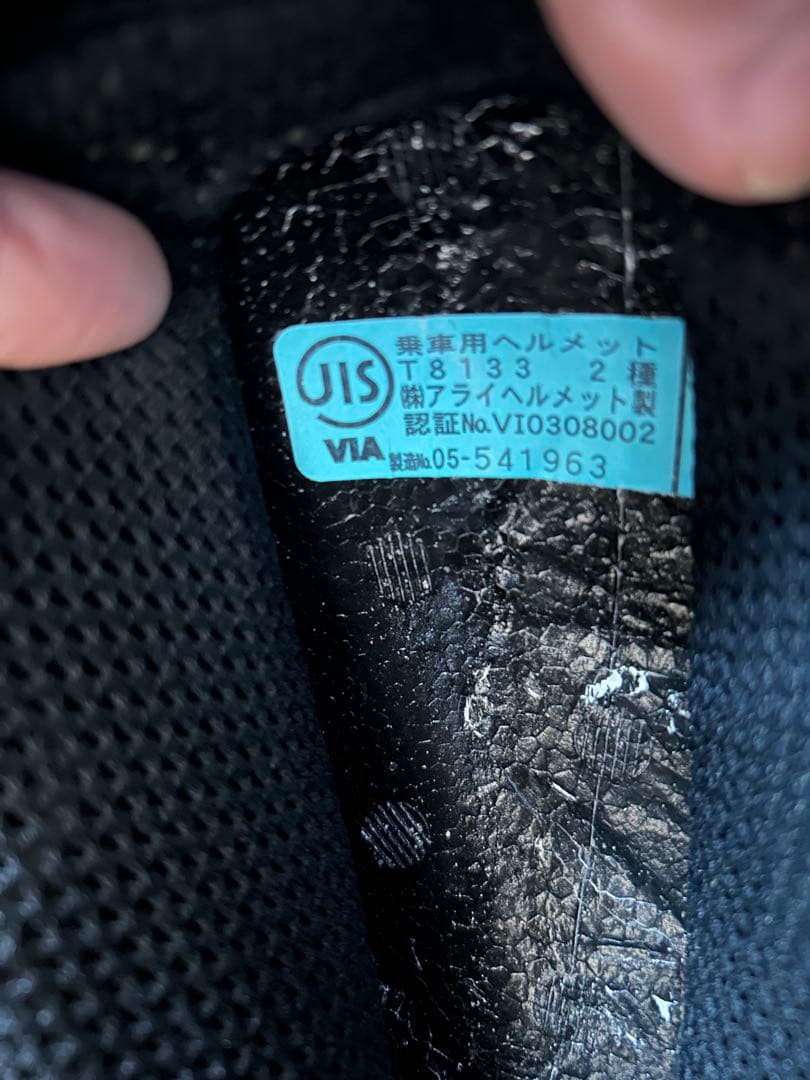 JIS
VIA
乗車用ヘルメット
T8133 2種
㈱アライヘルメット製
認証No.VI0308002
製造No.05-541963